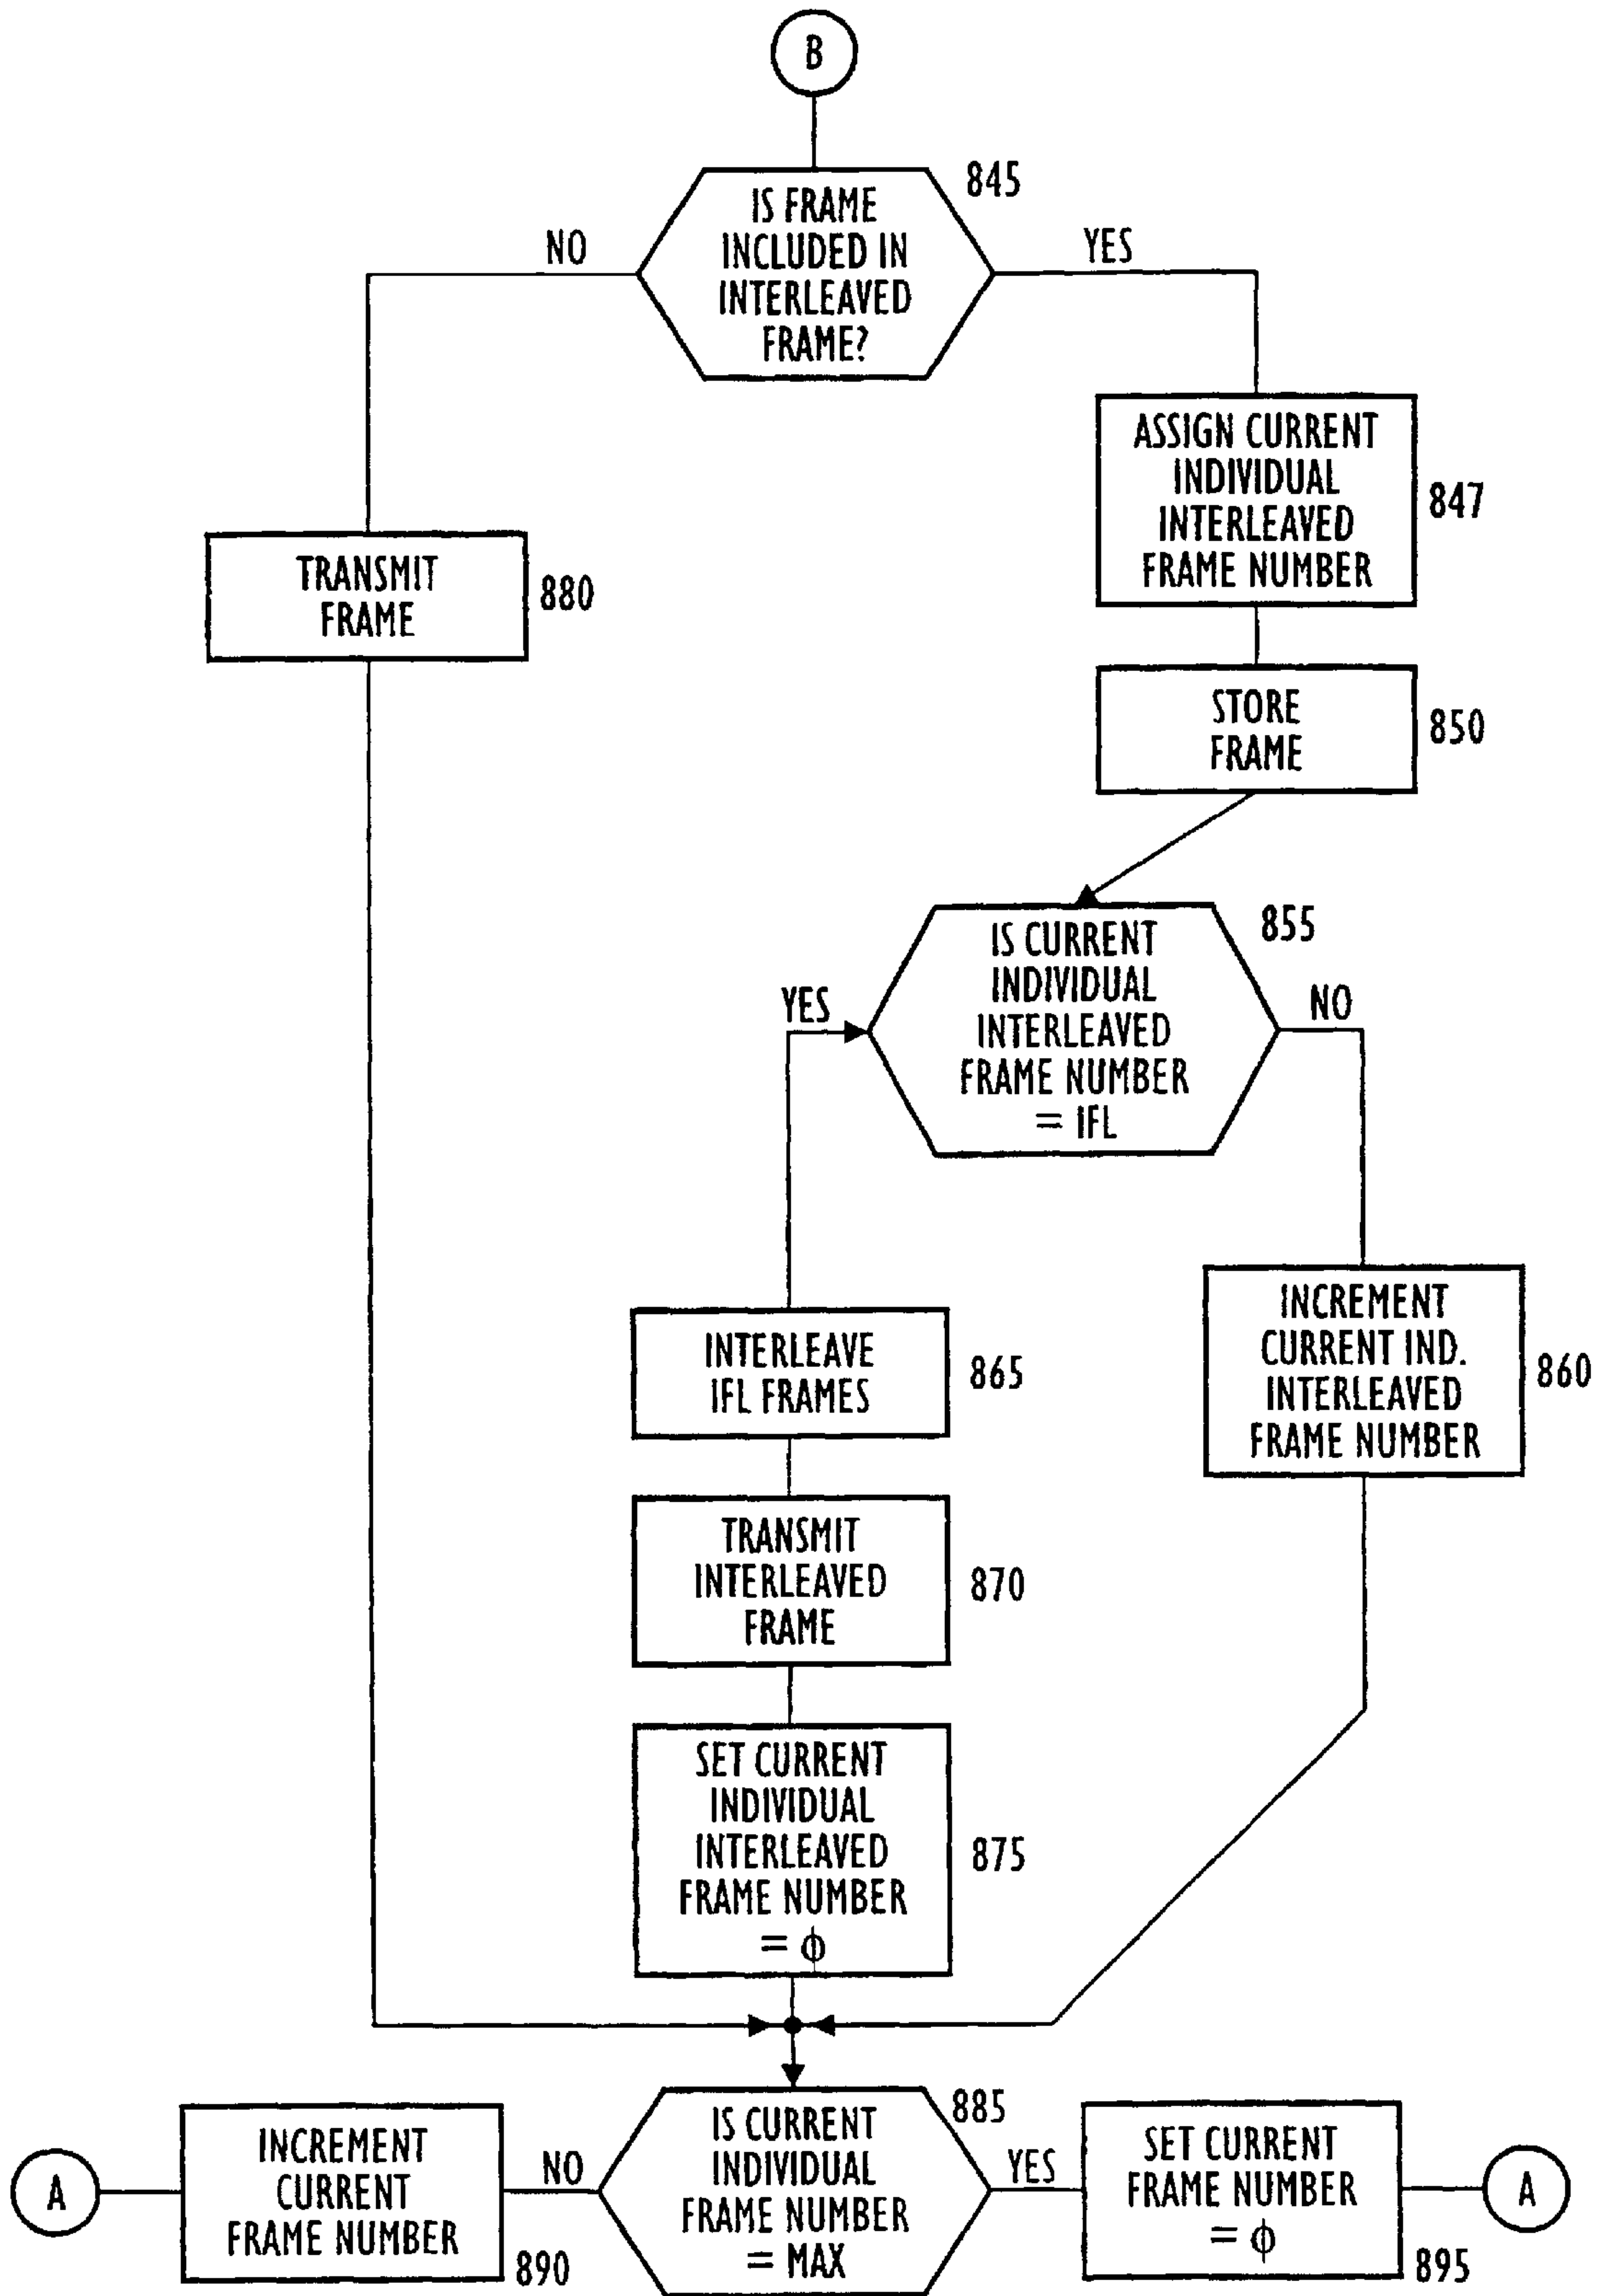 B
845
IS FRAME
INCLUDED IN
INTERLEAVED
FRAME?
NO
YES
ASSIGN CURRENT
INDIVIDUAL
INTERLEAVED
FRAME NUMBER
847
TRANSMIT
FRAME
880
STORE
FRAME
850
IS CURRENT
INDIVIDUAL
INTERLEAVED
FRAME NUMBER
= IFL
855
YES
NO
INTERLEAVE
IFL FRAMES
865
INCREMENT
CURRENT IND.
INTERLEAVED
FRAME NUMBER
860
TRANSMIT
INTERLEAVED
FRAME
870
SET CURRENT
INDIVIDUAL
INTERLEAVED
FRAME NUMBER
= ϕ
875
A
INCREMENT
CURRENT
FRAME NUMBER
890
NO
IS CURRENT
INDIVIDUAL
FRAME NUMBER
= MAX
885
YES
SET CURRENT
FRAME NUMBER
= ϕ
895
A